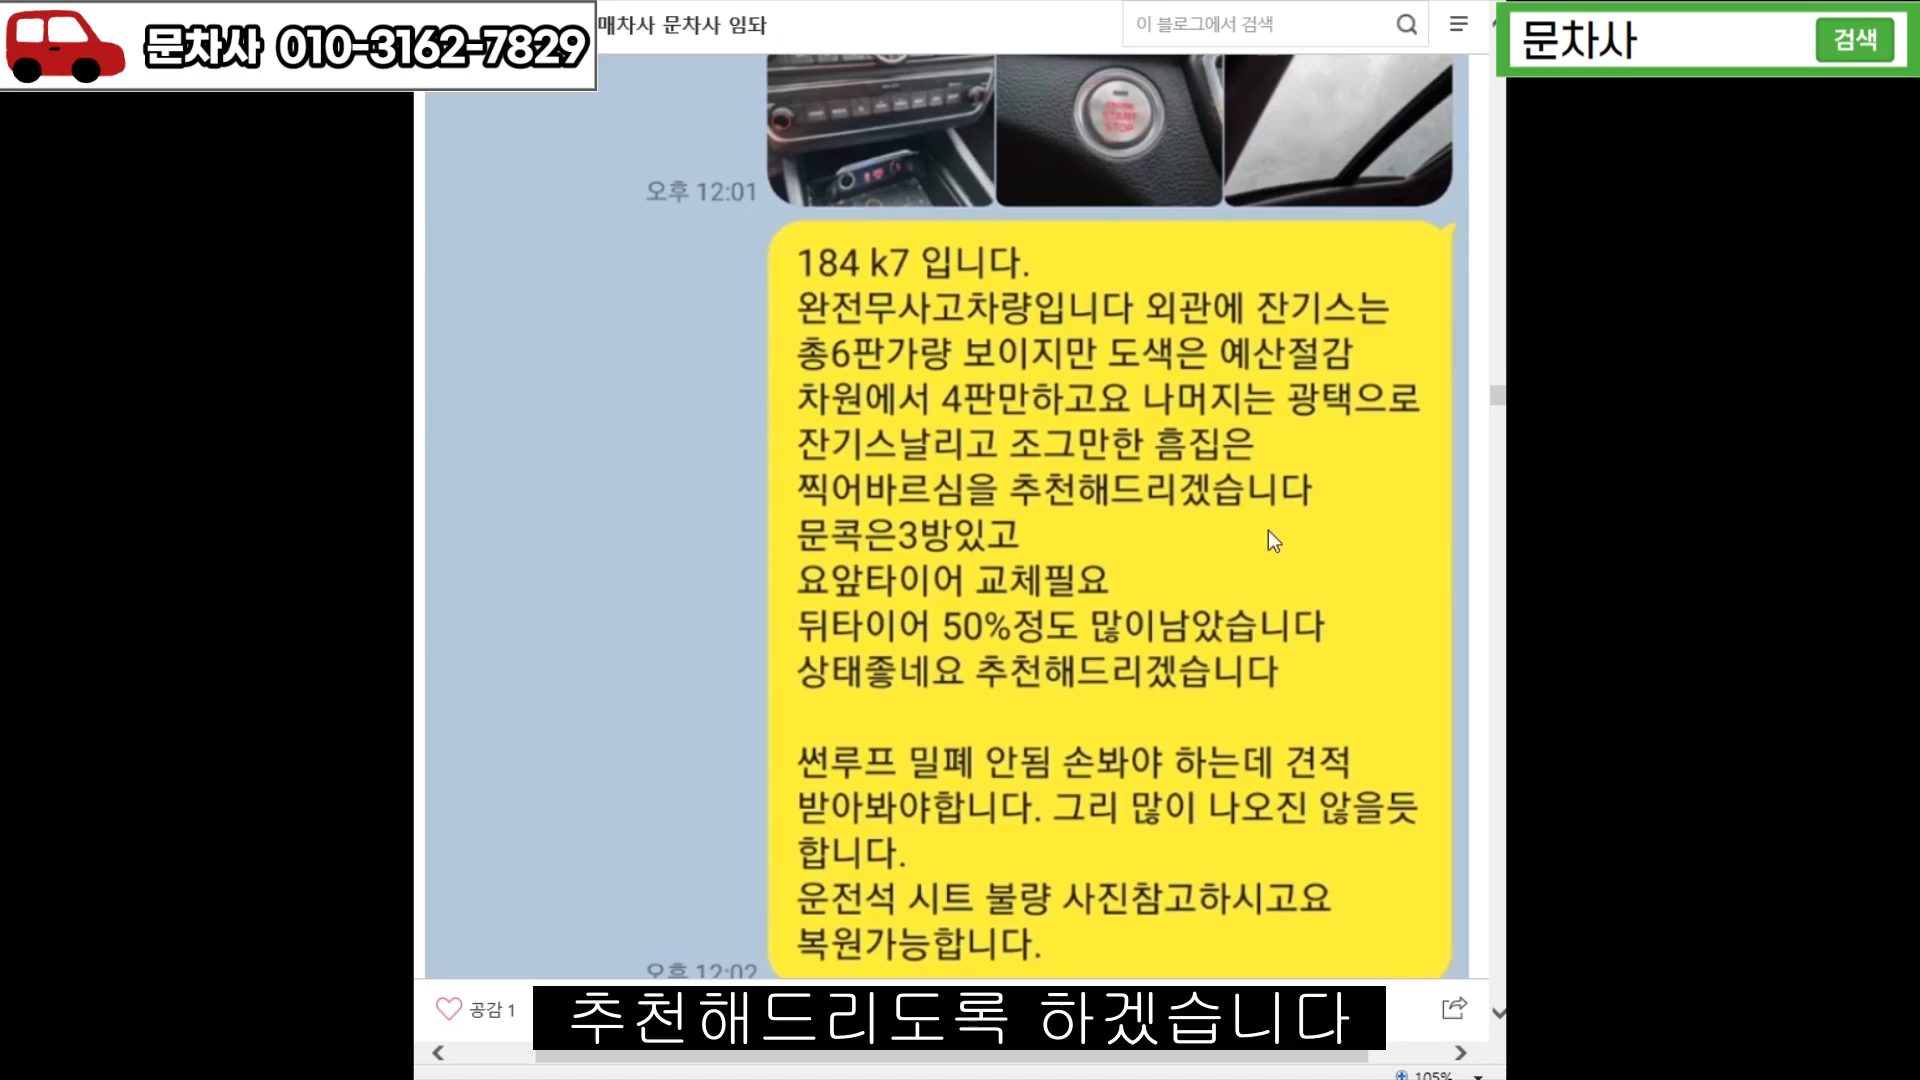 문차사 010-3162-7829
매차사 문차사 임돠
이 블로그에서 검색
문차사
검색
ENGINE
START
STOP
오후 12:01
184 k7 입니다.
완전무사고차량입니다 외관에 잔기스는
총6판가량 보이지만 도색은 예산절감
차원에서 4판만하고요 나머지는 광택으로
잔기스날리고 조그만한 흠집은
찍어바르심을 추천해드리겠습니다
문콕은3방있고
요앞타이어 교체필요
뒤타이어 50%정도 많이남았습니다
상태좋네요 추천해드리겠습니다
썬루프 밀폐 안됨 손봐야 하는데 견적
받아봐야합니다. 그리 많이 나오진 않을듯
합니다.
운전석 시트 불량 사진참고하시고요
복원가능합니다.
오후 12:02
공감 1
추천해드리도록 하겠습니다
105%